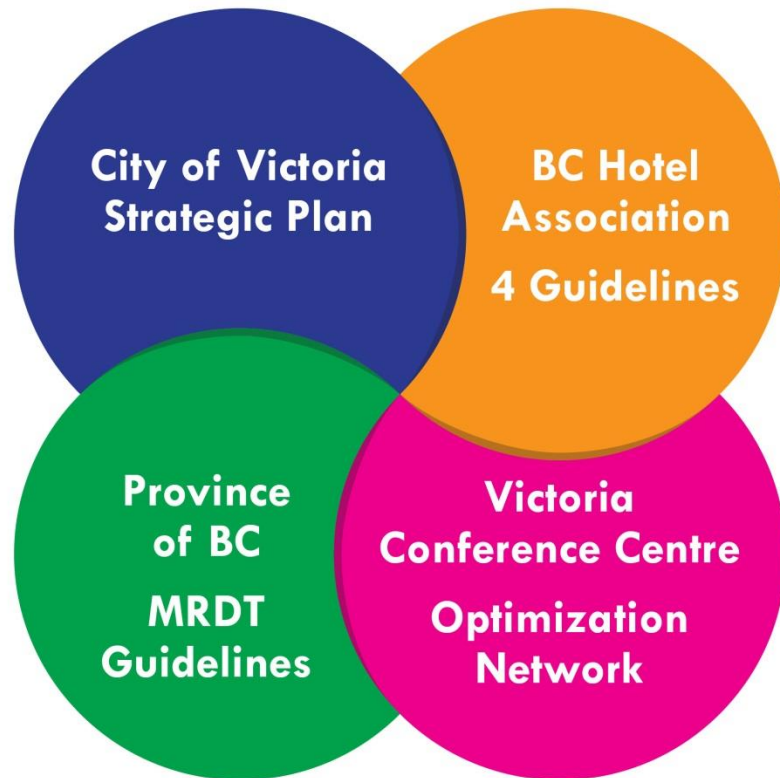 City of Victoria
Strategic Plan
BC Hotel
Association
4 Guidelines
Province
of BC
MRDT
Guidelines
Victoria
Conference Centre
Optimization
Network